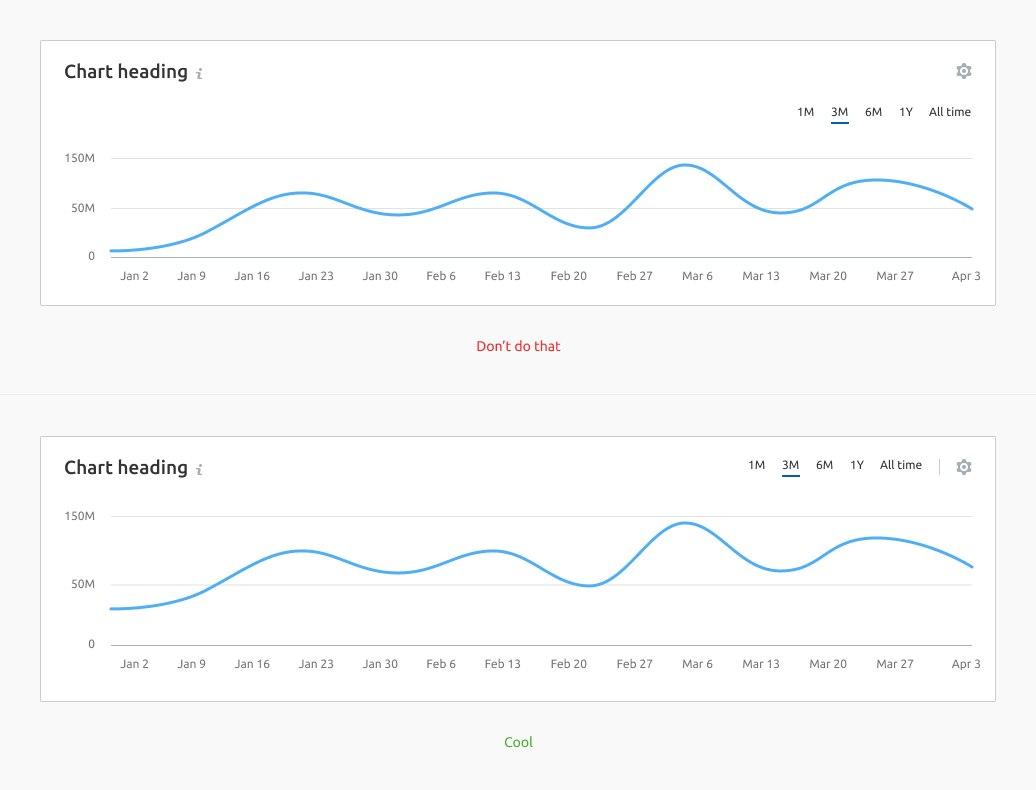 Chart heading i
1M 3M 6M 1Y All time
150M
50M
0
Jan 2 Jan 9 Jan 16 Jan 23 Jan 30 Feb 6 Feb 13 Feb 20 Feb 27 Mar 6 Mar 13 Mar 20 Mar 27 Apr 3
Don't do that
Chart heading i 1M 3M 6M 1Y All time
150M
50M
0
Jan 2 Jan 9 Jan 16 Jan 23 Jan 30 Feb 6 Feb 13 Feb 20 Feb 27 Mar 6 Mar 13 Mar 20 Mar 27 Apr 3
Cool